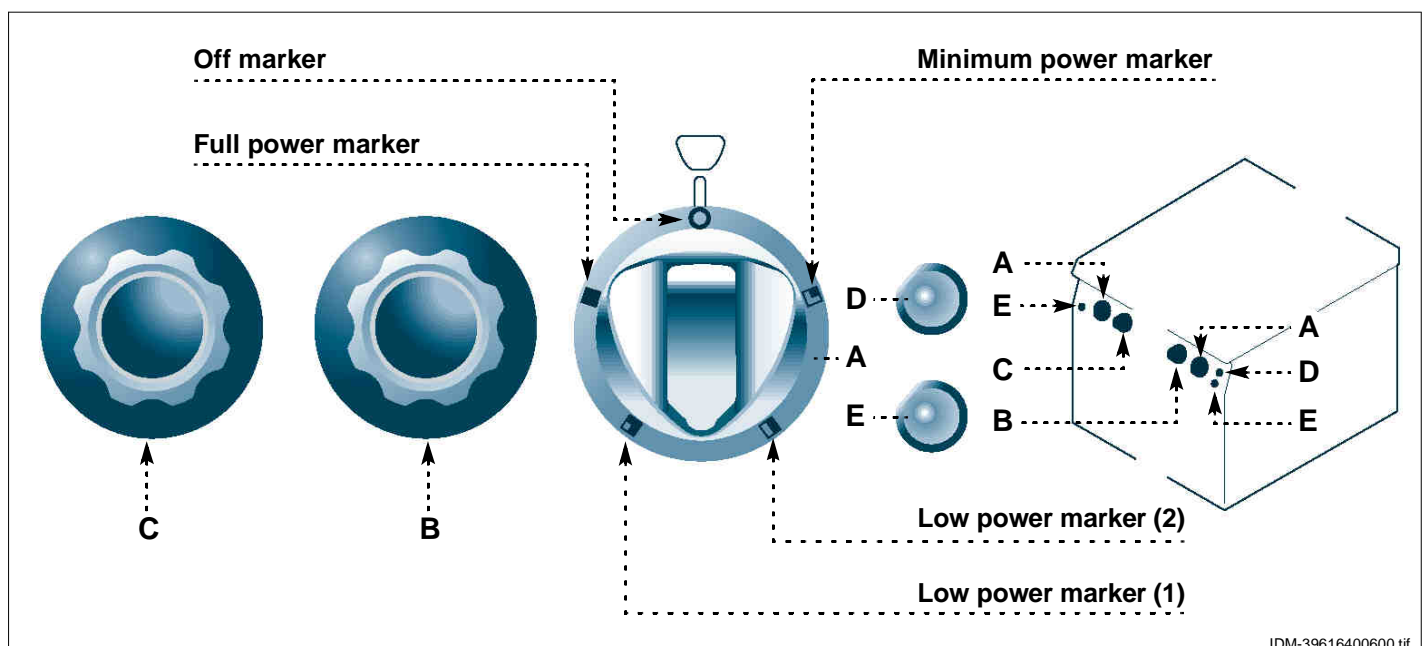 Off marker
Minimum power marker
Full power marker
A
D
E
A
A
C
D
E
B
E
C
B
Low power marker (2)
Low power marker (1)
IDM-39616400600.tif